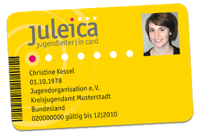 juleica
jugendleiter | in card
Christine Kessel
01.10.1978
Jugendorganisation e.V.
Kreisjugendamt Musterstadt
Bundesland
020000000 gültig bis 12|2010